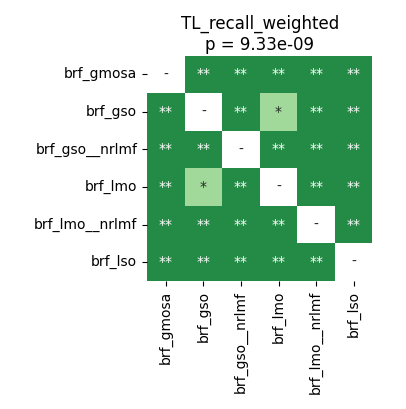 TL_recall_weighted
p = 9.33e-09
brf_gmosa - ** ** ** ** **
brf_gso ** - ** * ** **
brf_gso__nrlmf ** ** - ** ** **
brf_lmo ** * ** - ** **
brf_lmo__nrlmf ** ** ** ** - **
brf_lso ** ** ** ** ** -
brf_gmosa
brf_gso
brf_gso__nrlmf
brf_lmo
brf_lmo__nrlmf
brf_lso